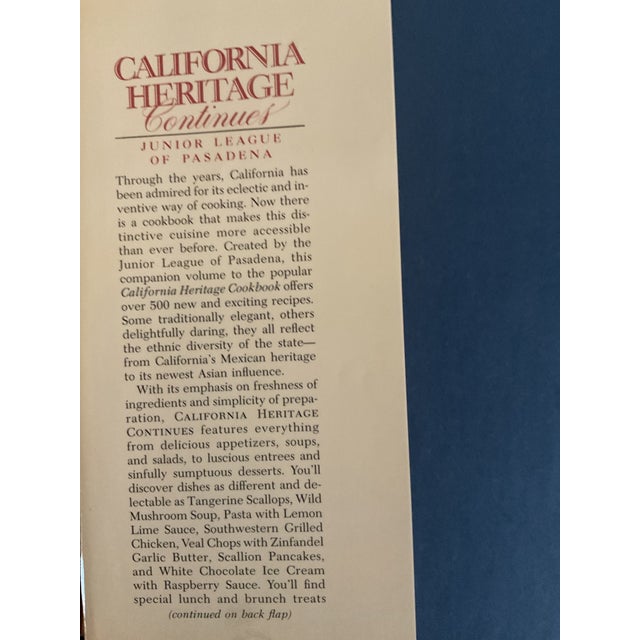 CALIFORNIA
HERITAGE
Continues
JUNIOR LEAGUE
OF PASADENA
Through the years, California has
been admired for its eclectic and in-
ventive way of cooking. Now there
is a cookbook that makes this dis-
tinctive cuisine more accessible
than ever before. Created by the
Junior League of Pasadena, this
companion volume to the popular
California Heritage Cookbook offers
over 500 new and exciting recipes.
Some traditionally elegant, others
delightfully daring, they all reflect
the ethnic diversity of the state—
from California's Mexican heritage
to its newest Asian influence.
With its emphasis on freshness of
ingredients and simplicity of prepa-
ration, CALIFORNIA HERITAGE
CONTINUES features everything
from delicious appetizers, soups,
and salads, to luscious entrees and
sinfully sumptuous desserts. You'll
discover dishes as different and de-
lectable as Tangerine Scallops, Wild
Mushroom Soup, Pasta with Lemon
Lime Sauce, Southwestern Grilled
Chicken, Veal Chops with Zinfandel
Garlic Butter, Scallion Pancakes,
and White Chocolate Ice Cream
with Raspberry Sauce. You'll find
special lunch and brunch treats
(continued on back flap)